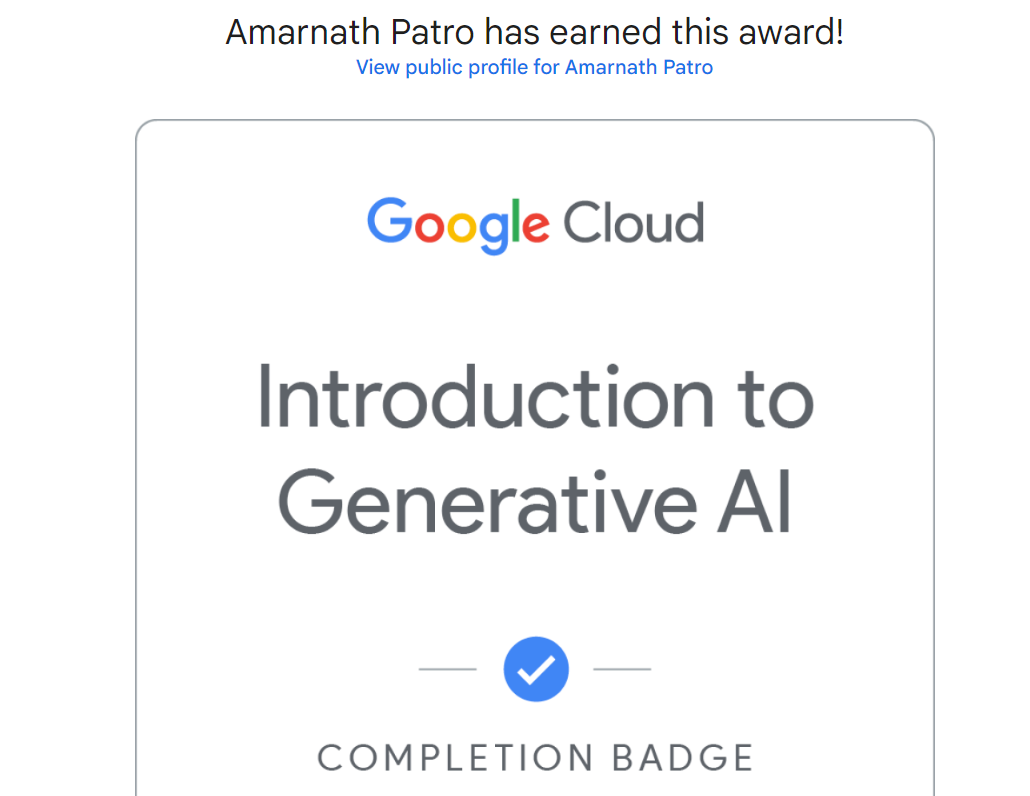 Amarnath Patro has earned this award!
View public profile for Amarnath Patro
Google Cloud
Introduction to
Generative AI
COMPLETION BADGE